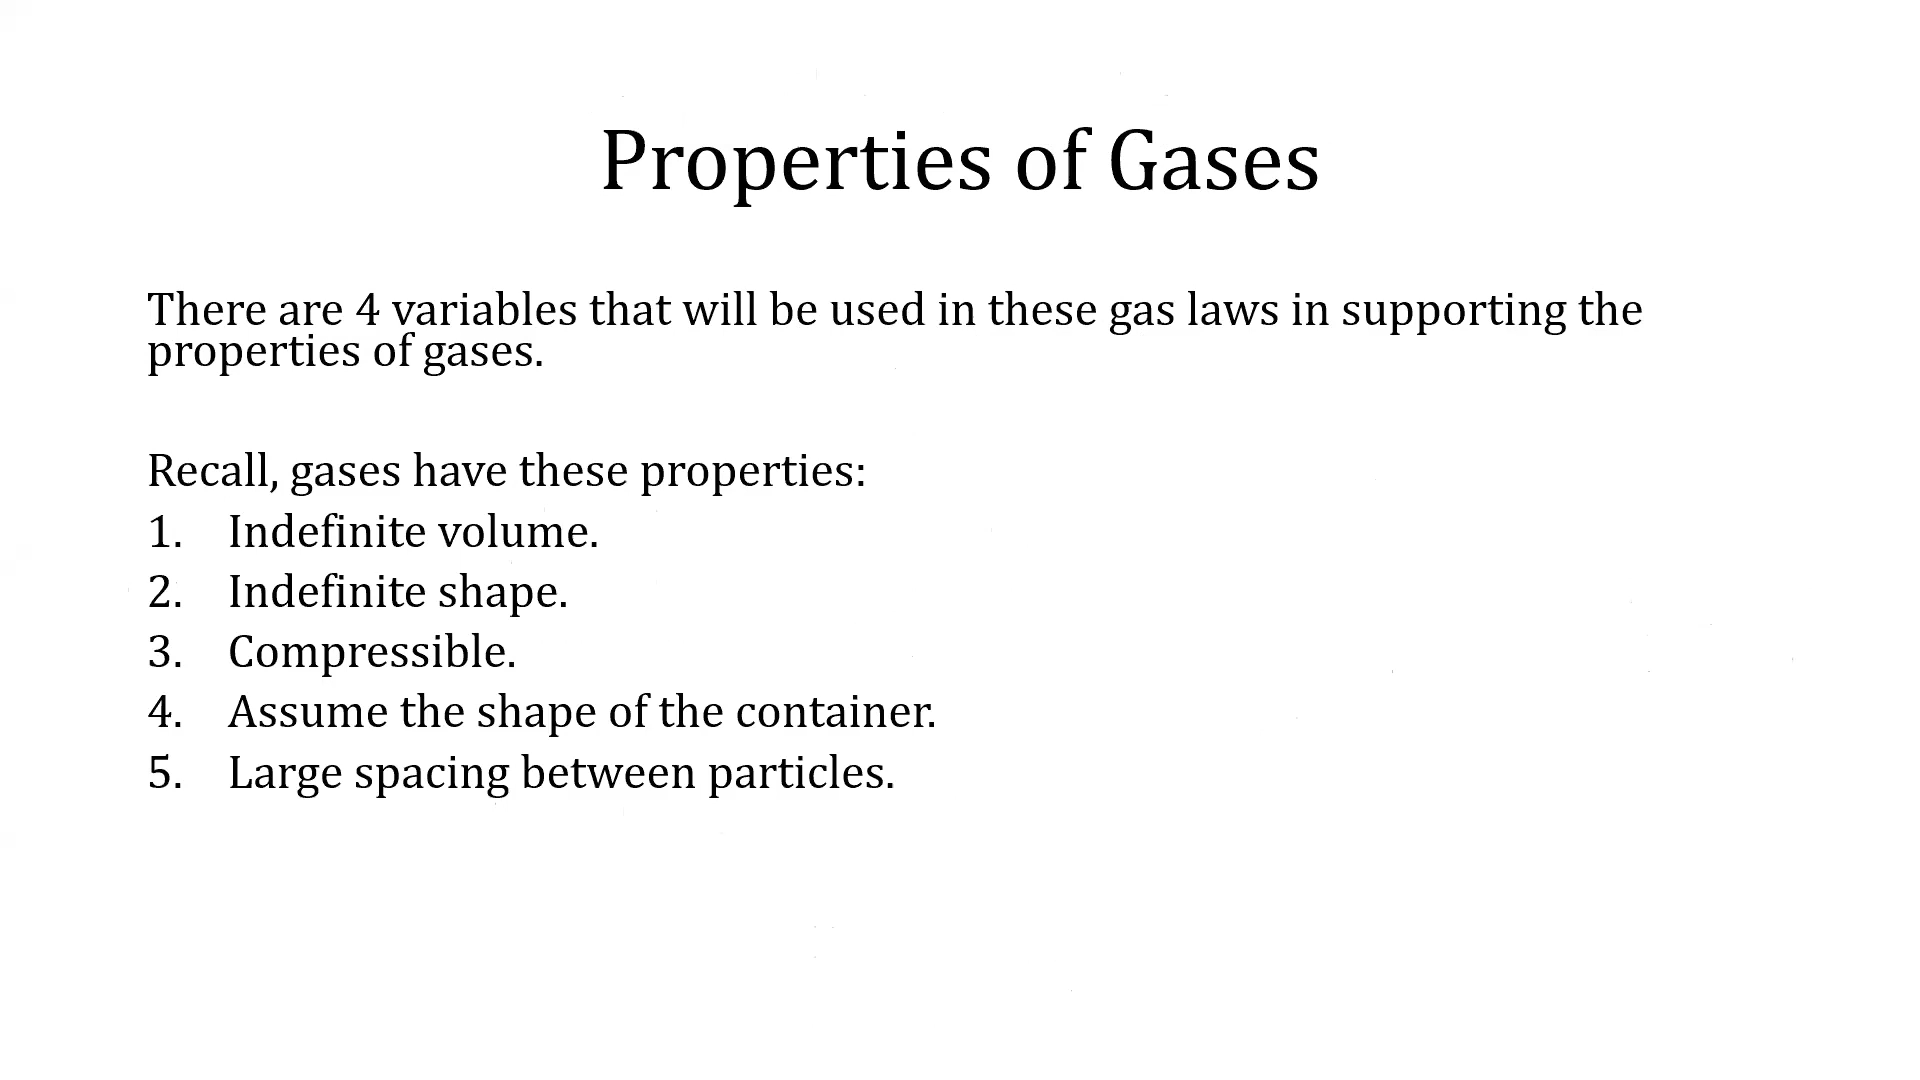 Properties of Gases
There are 4 variables that will be used in these gas laws in supporting the
properties of gases.
Recall, gases have these properties:
1. Indefinite volume.
2. Indefinite shape.
3. Compressible.
4. Assume the shape of the container.
5. Large spacing between particles.